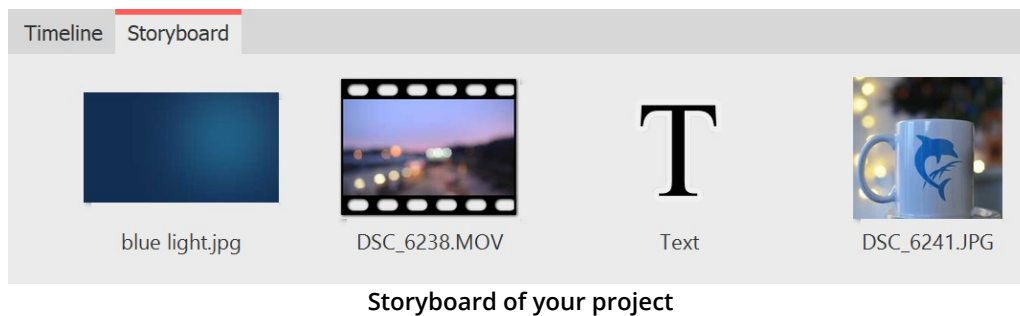 Timeline Storyboard
T
blue light.jpg DSC_6238.MOV Text DSC_6241.JPG
Storyboard of your project